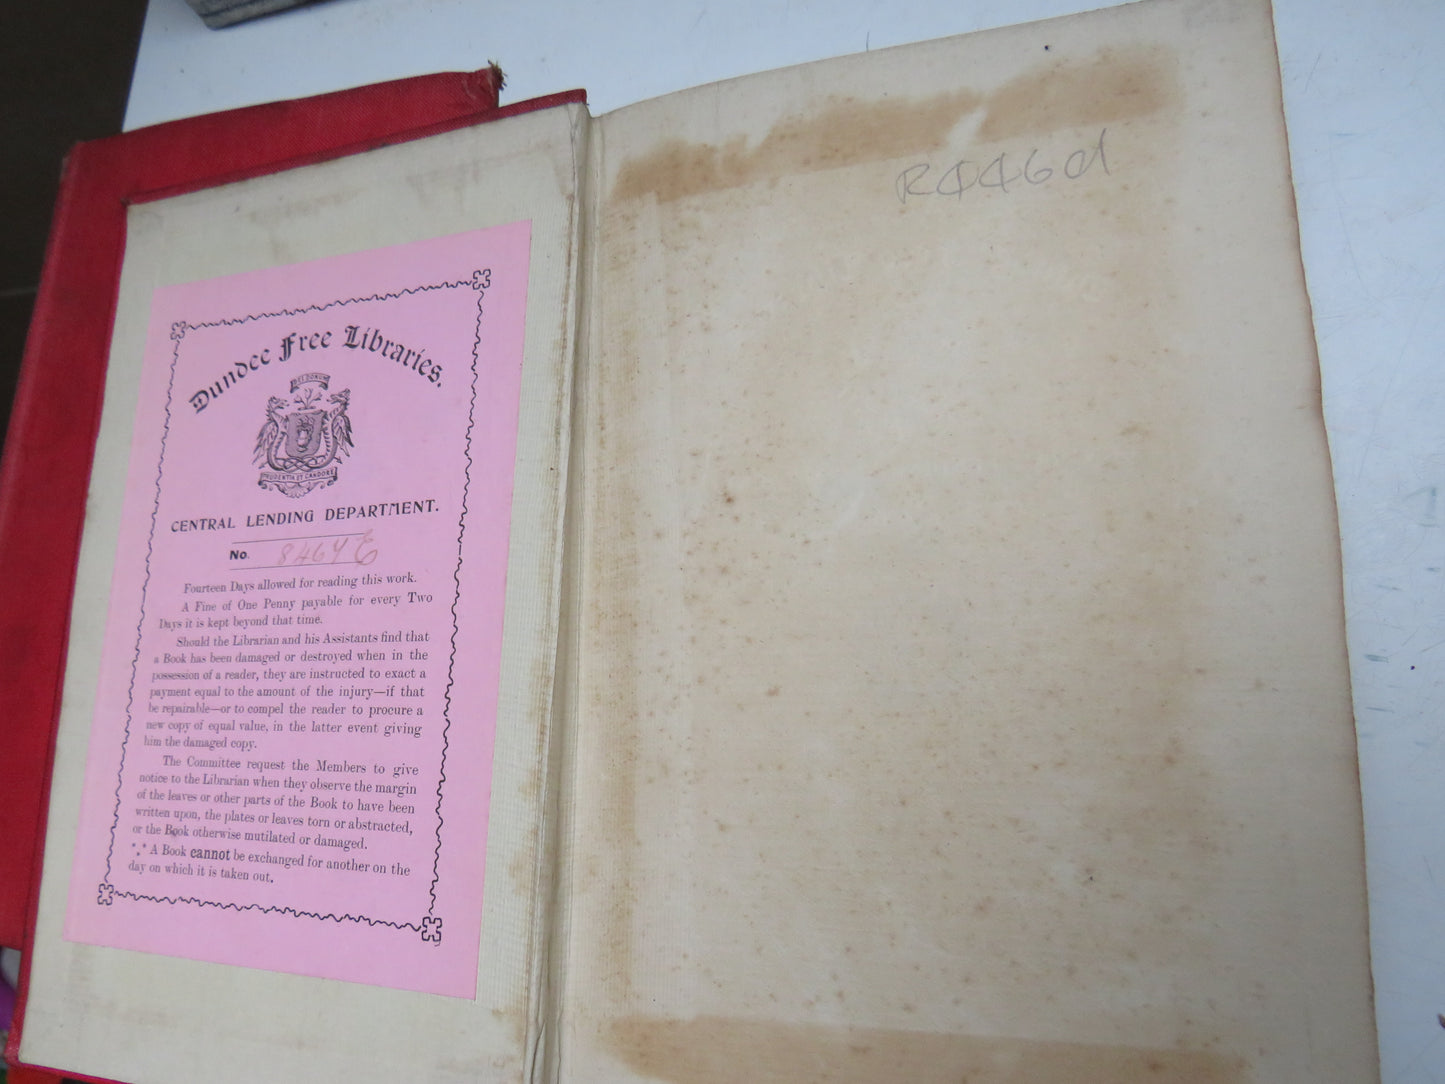 Dundee Free Libraries.
DEI DONUM
PRUDENTIA ET CANDORE
CENTRAL LENDING DEPARTMENT.
No. 8464 E
Fourteen Days allowed for reading this work.
A Fine of One Penny payable for every Two
Days it is kept beyond that time.
Should the Librarian and his Assistants find that
a Book has been damaged or destroyed when in the
possession of a reader, they are instructed to exact a
payment equal to the amount of the injury—if that
be repairable—or to compel the reader to procure a
new copy of equal value, in the latter event giving
him the damaged copy.
The Committee request the Members to give
notice to the Librarian when they observe the margin
of the leaves or other parts of the Book to have been
written upon, the plates or leaves torn or abstracted,
or the Book otherwise mutilated or damaged.
*.* A Book cannot be exchanged for another on the
day on which it is taken out.
R446d